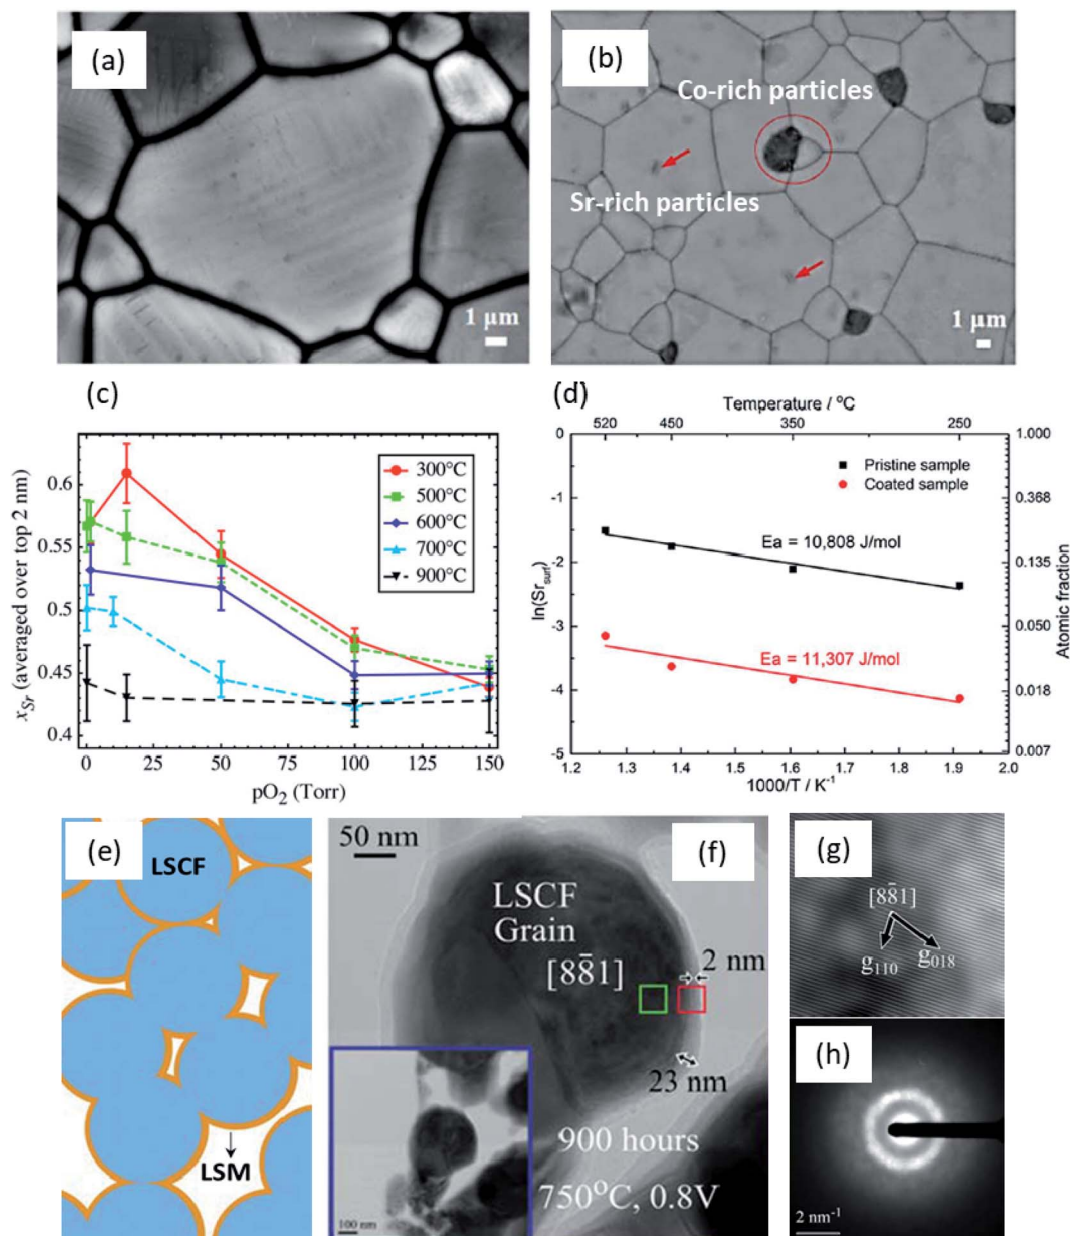 (a)
1 μm
(b)
Co-rich particles
Sr-rich particles
1 μm
(c)
0.6
0.55
0.5
0.45
0.4
x_Sr (averaged over top 2 nm)
300°C
500°C
600°C
700°C
900°C
0 25 50 75 100 125 150
pO₂ (Torr)
(d)
Temperature / °C
520 450 350 250
0
-1
-2
-3
-4
-5
ln(Sr_surf)
Pristine sample
Coated sample
Ea = 10,808 J/mol
Ea = 11,307 J/mol
1.000
0.368
0.135
0.050
0.018
0.007
Atomic fraction
1.2 1.3 1.4 1.5 1.6 1.7 1.8 1.9 2.0
1000/T / K⁻¹
(e)
LSCF
LSM
50 nm
(f)
LSCF
Grain
[88̄1]
2 nm
23 nm
900 hours
750°C, 0.8V
100 nm
(g)
[88̄1]
g₁₁₀
g₀₁₈
(h)
2 nm⁻¹